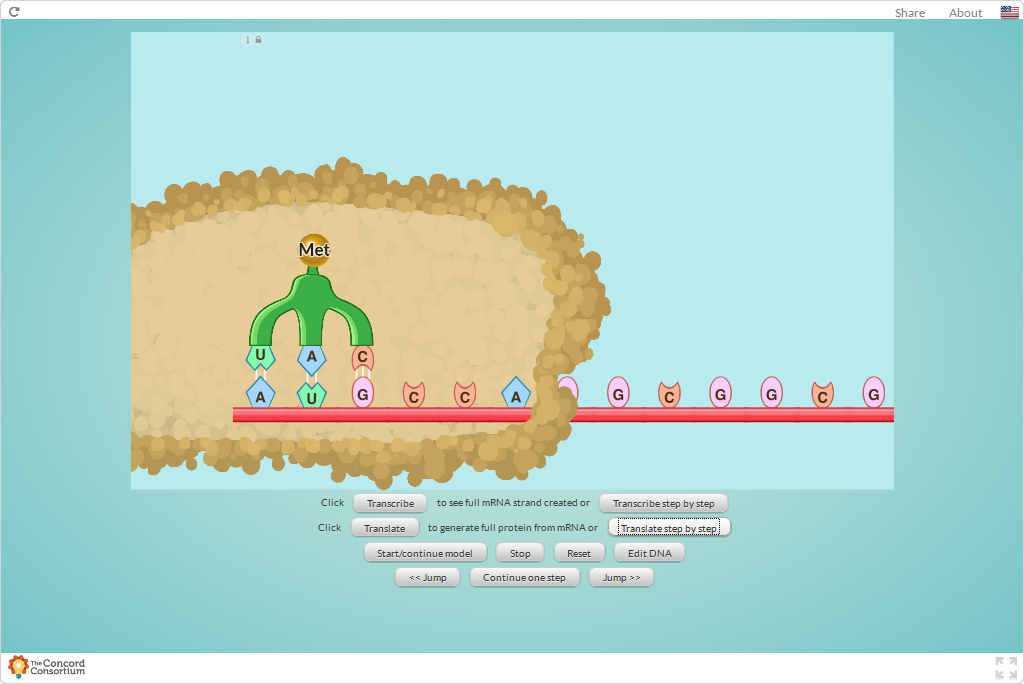 Share About
Met
U A C
A U G C C A G C G G C G
Click Transcribe to see full mRNA strand created or Transcribe step by step
Click Translate to generate full protein from mRNA or Translate step by step
Start/continue model Stop Reset Edit DNA
<< Jump Continue one step Jump >>
The Concord
Consortium